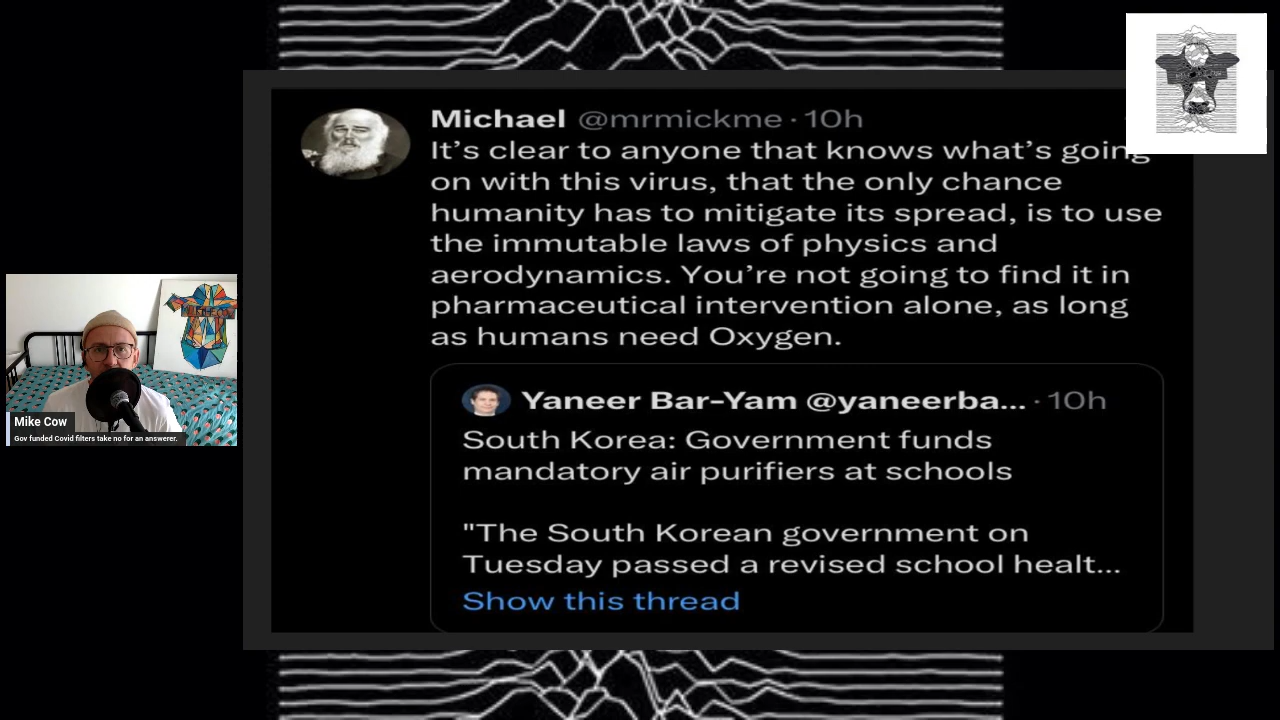 Michael @mrmickme · 10h
It's clear to anyone that knows what's going
on with this virus, that the only chance
humanity has to mitigate its spread, is to use
the immutable laws of physics and
aerodynamics. You're not going to find it in
pharmaceutical intervention alone, as long
as humans need Oxygen.
Yaneer Bar-Yam @yaneerba... · 10h
South Korea: Government funds
mandatory air purifiers at schools
"The South Korean government on
Tuesday passed a revised school healt...
Show this thread
Mike Cow
Gov funded Covid filters take no for an answerer.